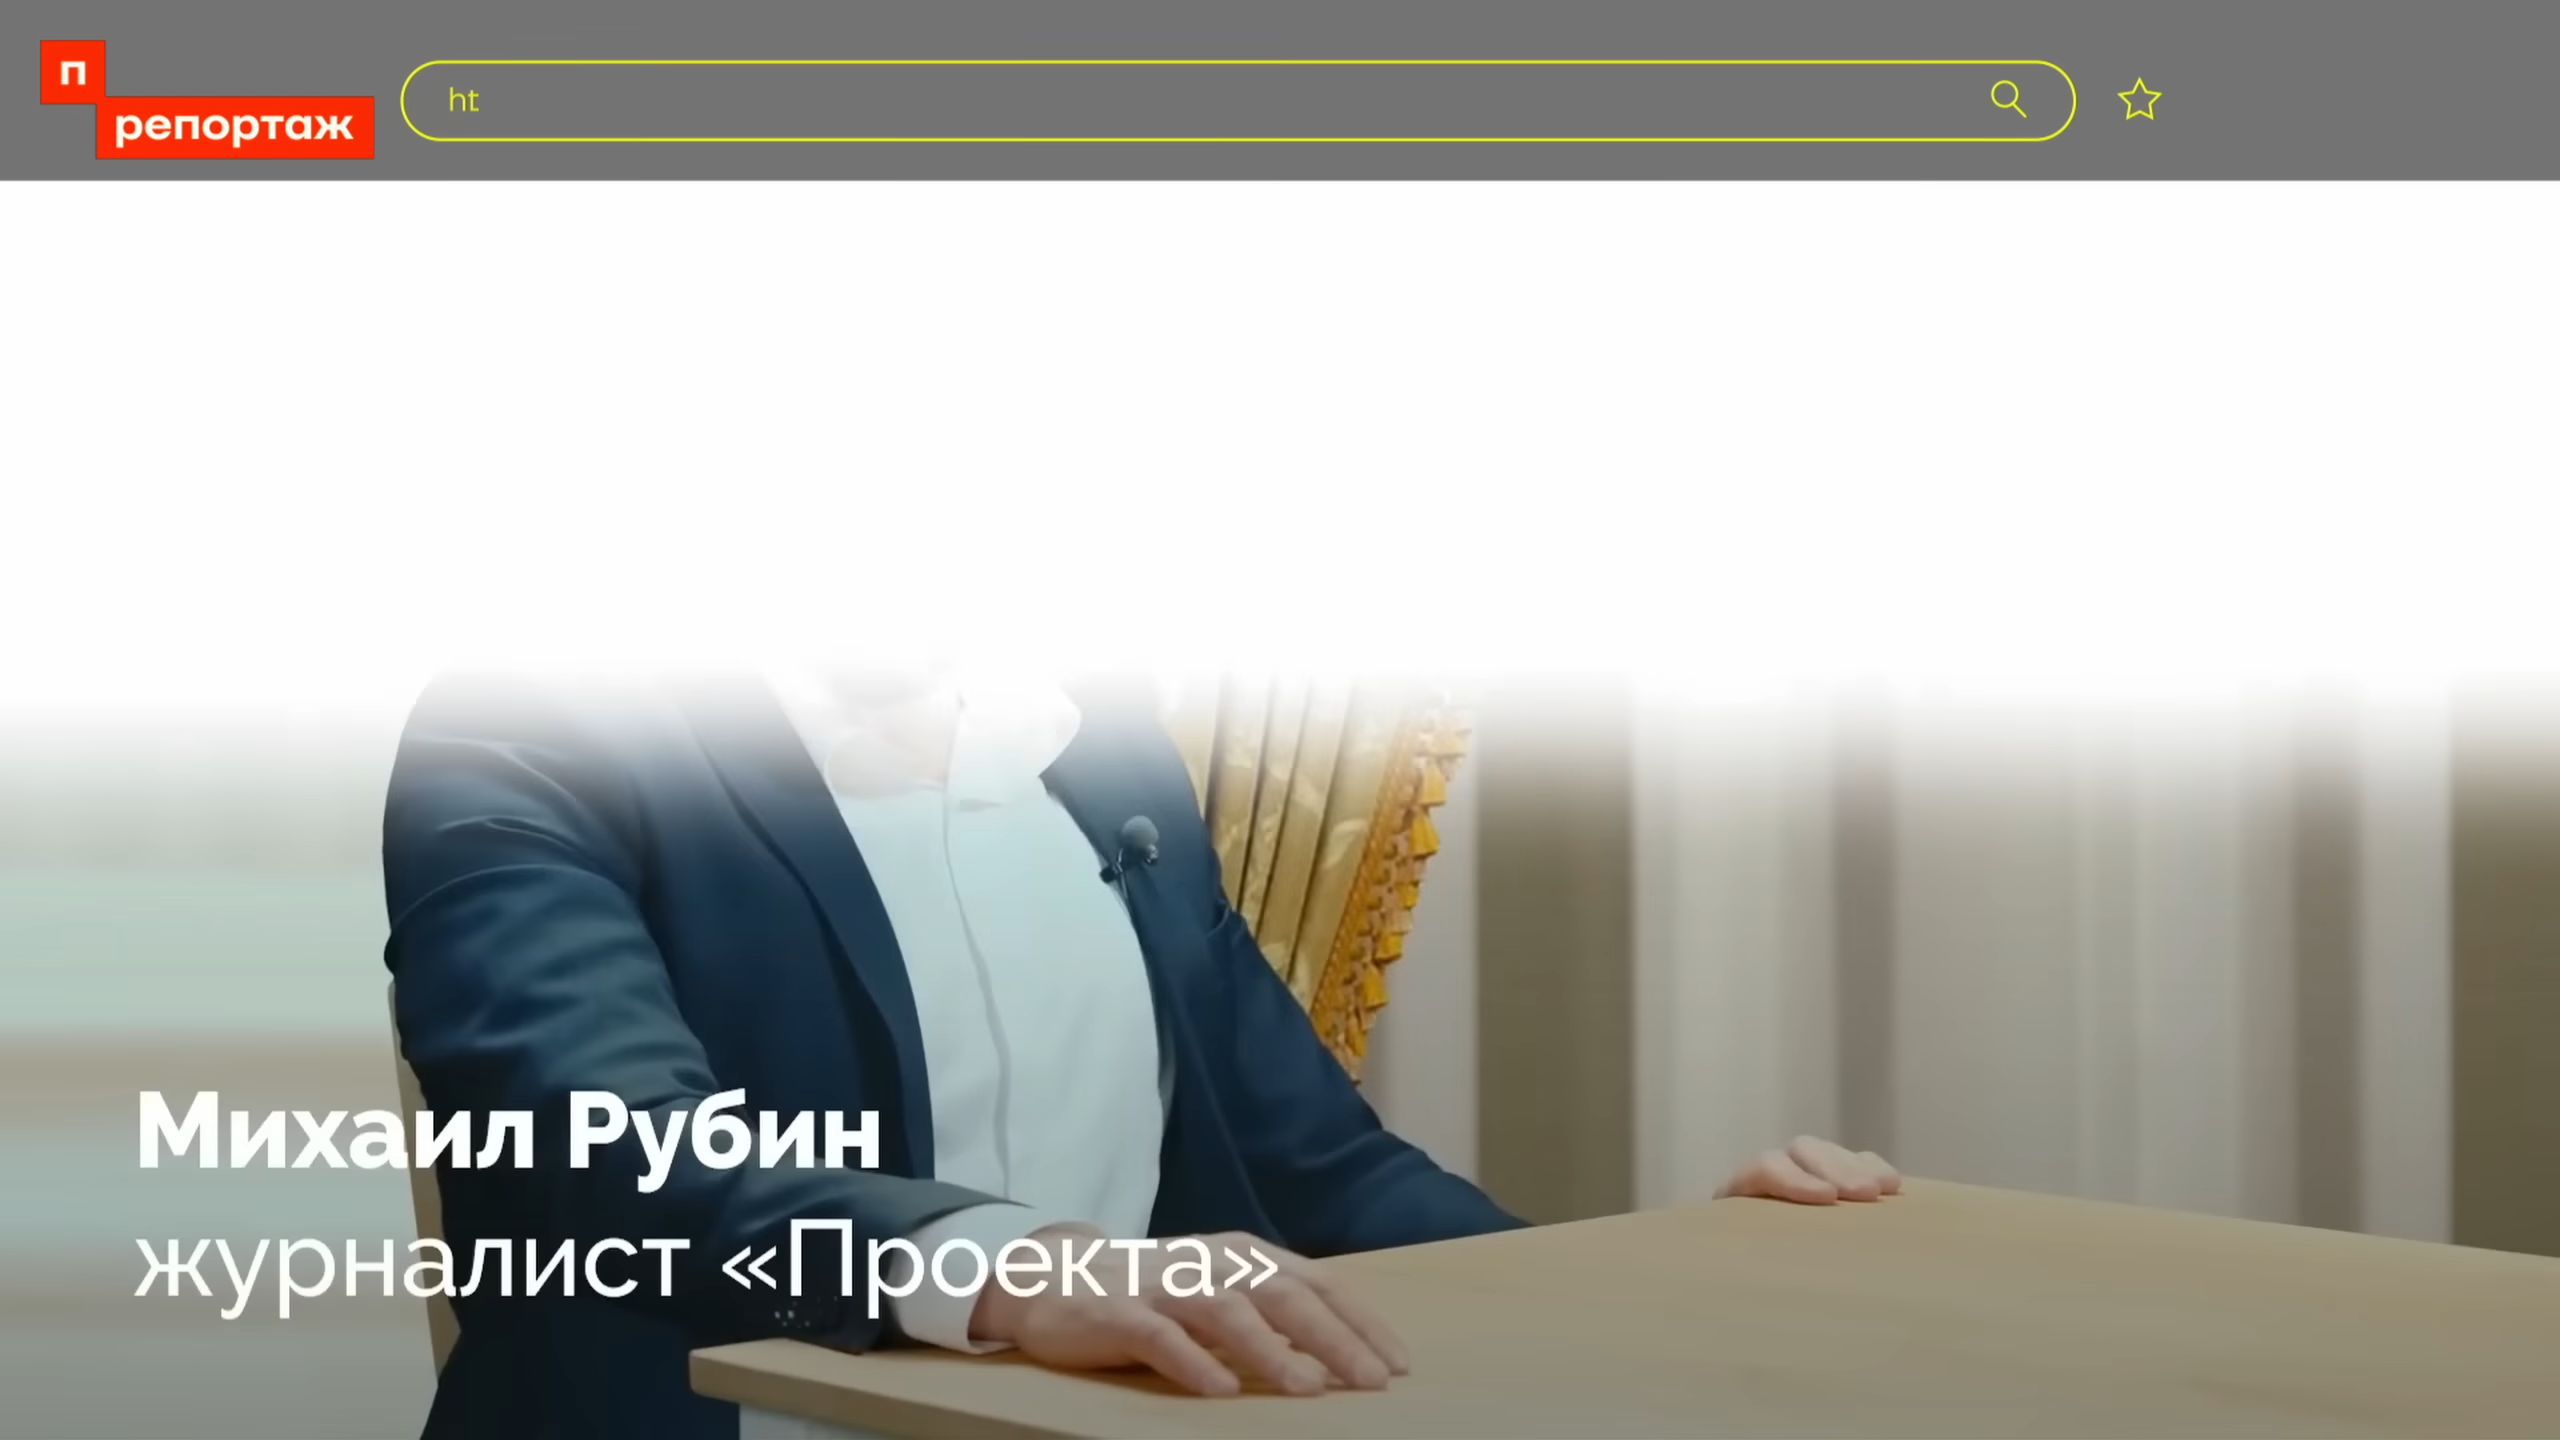 п
репортаж
ht
Михаил Рубин
журналист «Проекта»